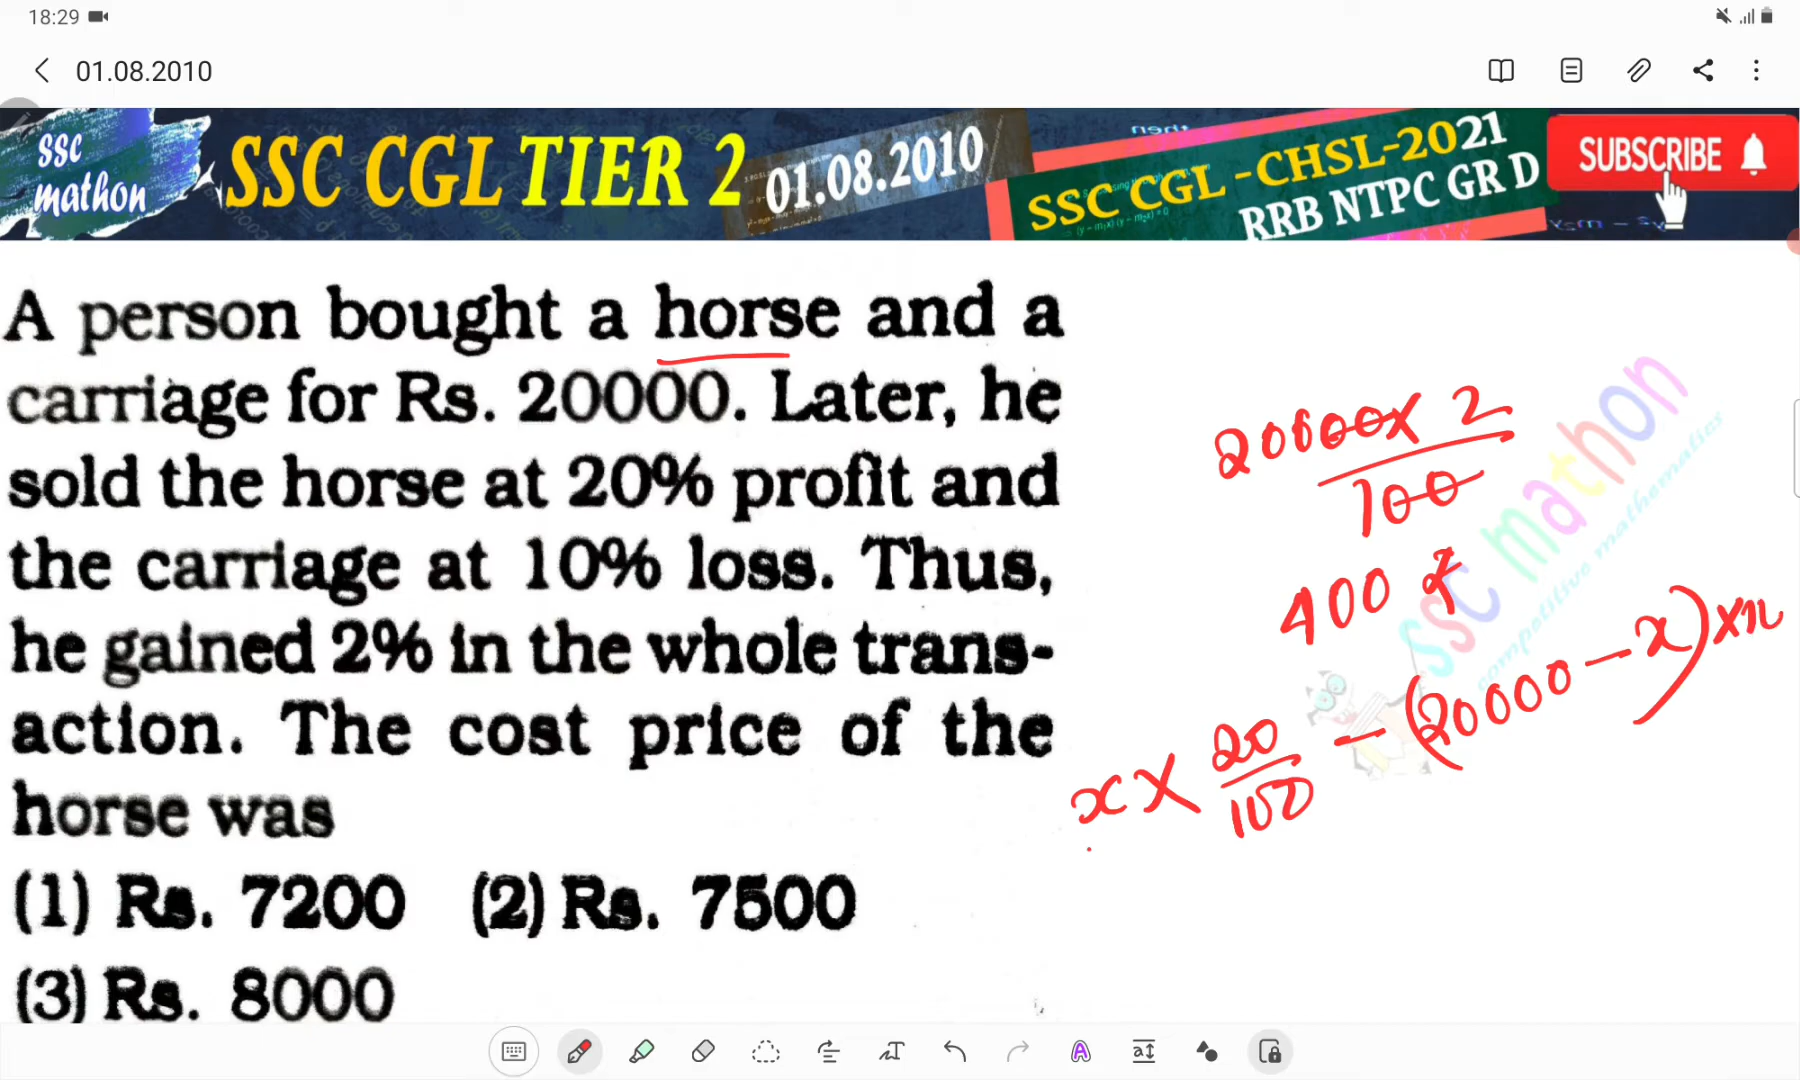 18:29
01.08.2010
SSC mathon
SSC CGL TIER 2
01.08.2010
SSC CGL -CHSL-2021
RRB NTPC GR D
SUBSCRIBE
A person bought a horse and a
carriage for Rs. 20000. Later, he
sold the horse at 20% profit and
the carriage at 10% loss. Thus,
he gained 2% in the whole trans-
action. The cost price of the
horse was
(1) Rs. 7200 (2) Rs. 7500
(3) Rs. 8000
20000 x 2
100
400 ₹
x × 20/100 - (20000 - x) ×
SSC mathon
competitive mathematics